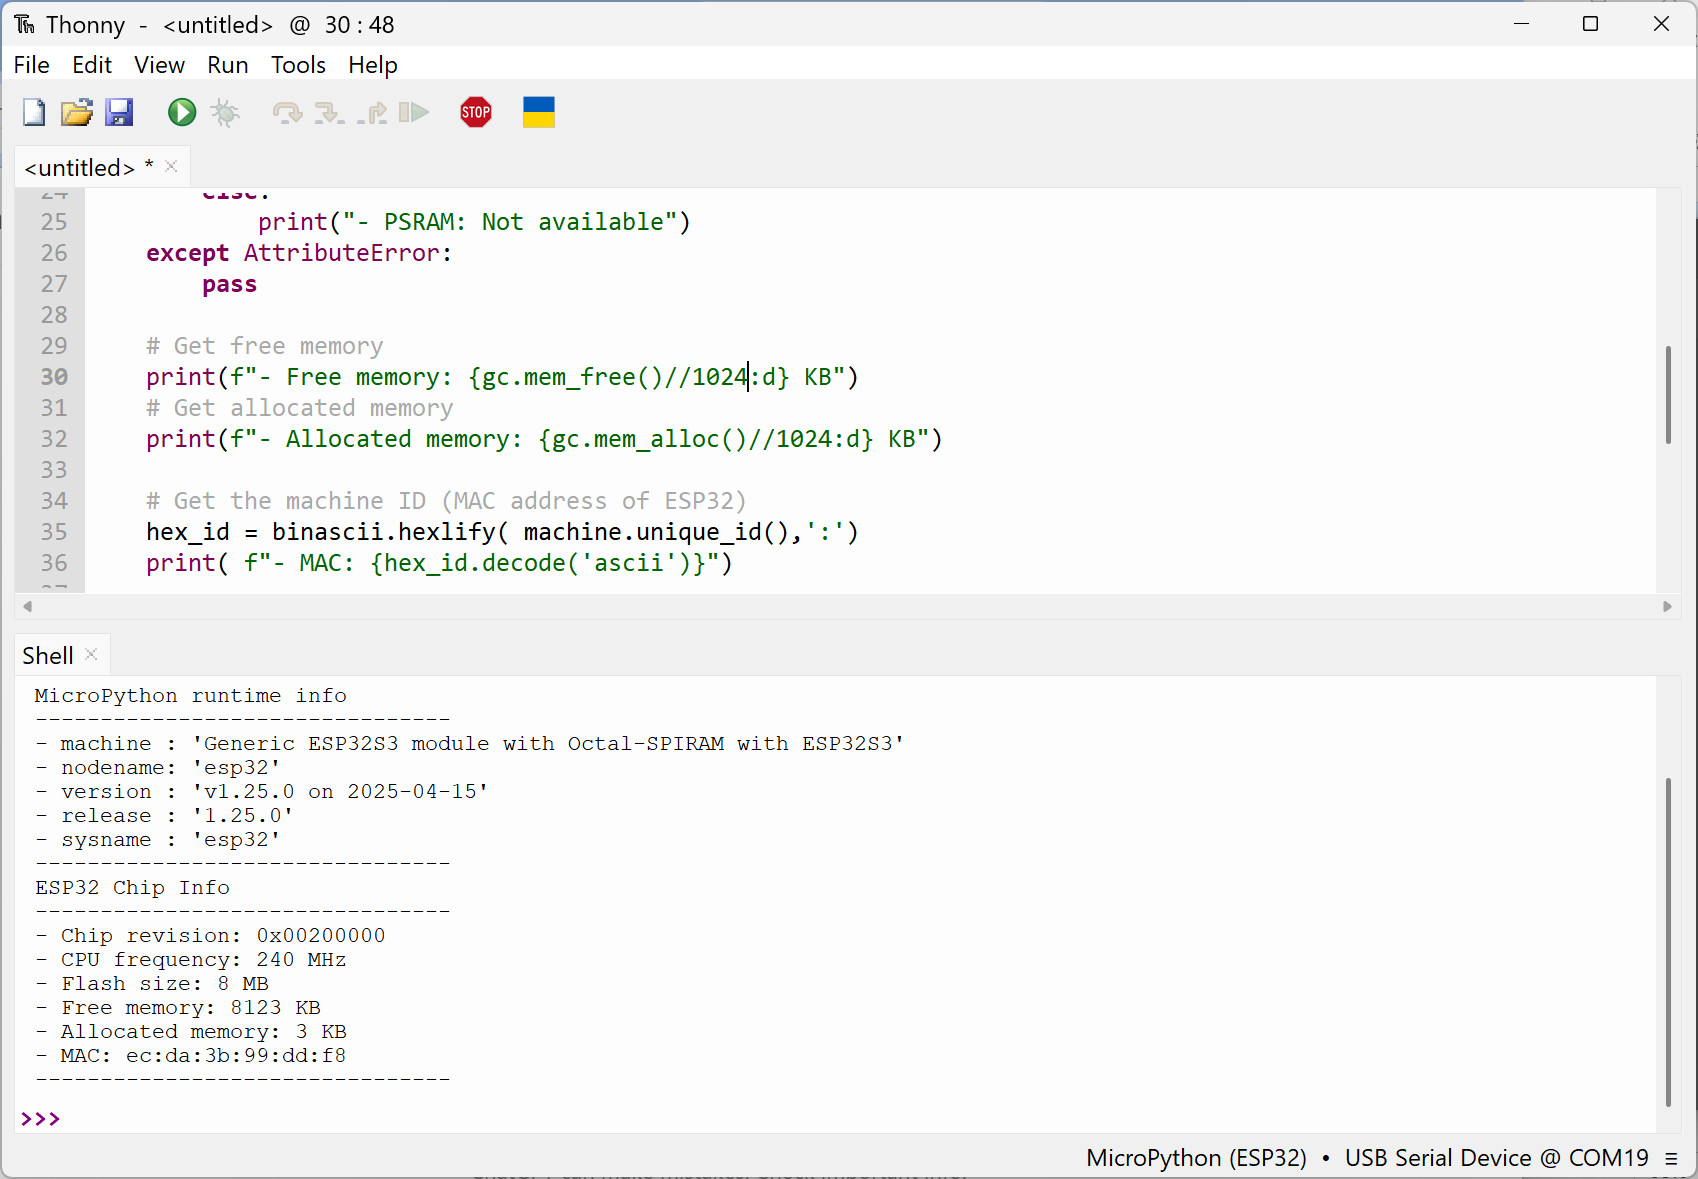 Thonny - <untitled> @ 30 : 48
File Edit View Run Tools Help
STOP
<untitled> *
24 else:
25 print("- PSRAM: Not available")
26 except AttributeError:
27 pass
28
29 # Get free memory
30 print(f"- Free memory: {gc.mem_free()//1024:d} KB")
31 # Get allocated memory
32 print(f"- Allocated memory: {gc.mem_alloc()//1024:d} KB")
33
34 # Get the machine ID (MAC address of ESP32)
35 hex_id = binascii.hexlify( machine.unique_id(),':')
36 print( f"- MAC: {hex_id.decode('ascii')}")
Shell
MicroPython runtime info
--------------------------------
- machine : 'Generic ESP32S3 module with Octal-SPIRAM with ESP32S3'
- nodename: 'esp32'
- version : 'v1.25.0 on 2025-04-15'
- release : '1.25.0'
- sysname : 'esp32'
--------------------------------
ESP32 Chip Info
--------------------------------
- Chip revision: 0x00200000
- CPU frequency: 240 MHz
- Flash size: 8 MB
- Free memory: 8123 KB
- Allocated memory: 3 KB
- MAC: ec:da:3b:99:dd:f8
--------------------------------
>>>
MicroPython (ESP32) • USB Serial Device @ COM19 ≡